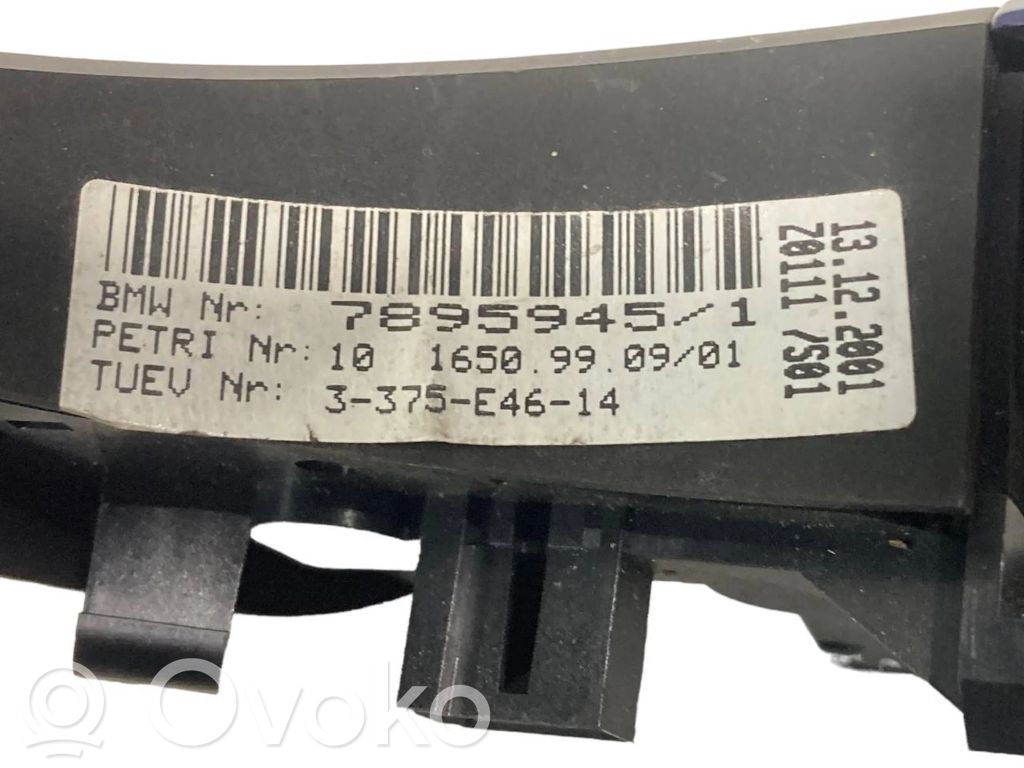 BMW Nr: 7895945/1
PETRI Nr: 10 1650.99.09/01
TUEV Nr: 3-375-E46-14
13.12.2001
Z0111 /S01
Ovoko